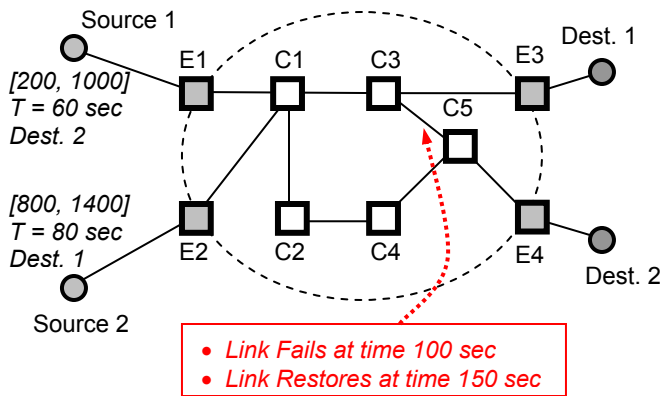 Source 1
E1
C1
C3
E3
Dest. 1
[200, 1000]
T = 60 sec
Dest. 2
C5
[800, 1400]
T = 80 sec
Dest. 1
E2
C2
C4
E4
Dest. 2
Source 2
• Link Fails at time 100 sec
• Link Restores at time 150 sec